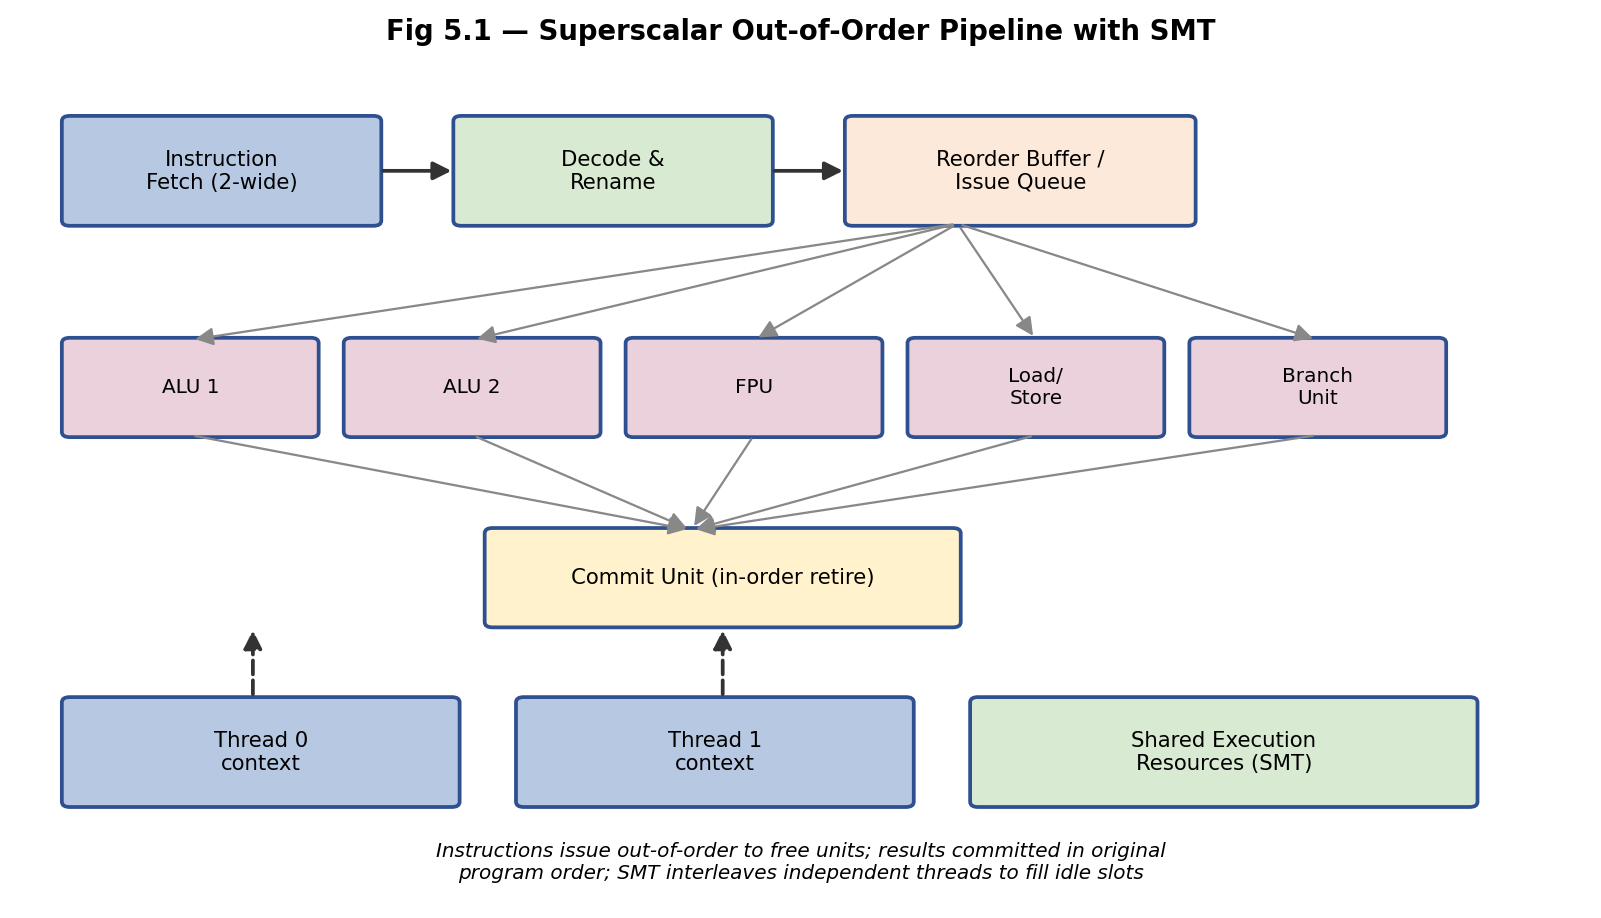 Fig 5.1 — Superscalar Out-of-Order Pipeline with SMT
Instruction
Fetch (2-wide)
Decode &
Rename
Reorder Buffer /
Issue Queue
ALU 1
ALU 2
FPU
Load/
Store
Branch
Unit
Commit Unit (in-order retire)
Thread 0
context
Thread 1
context
Shared Execution
Resources (SMT)
Instructions issue out-of-order to free units; results committed in original
program order; SMT interleaves independent threads to fill idle slots